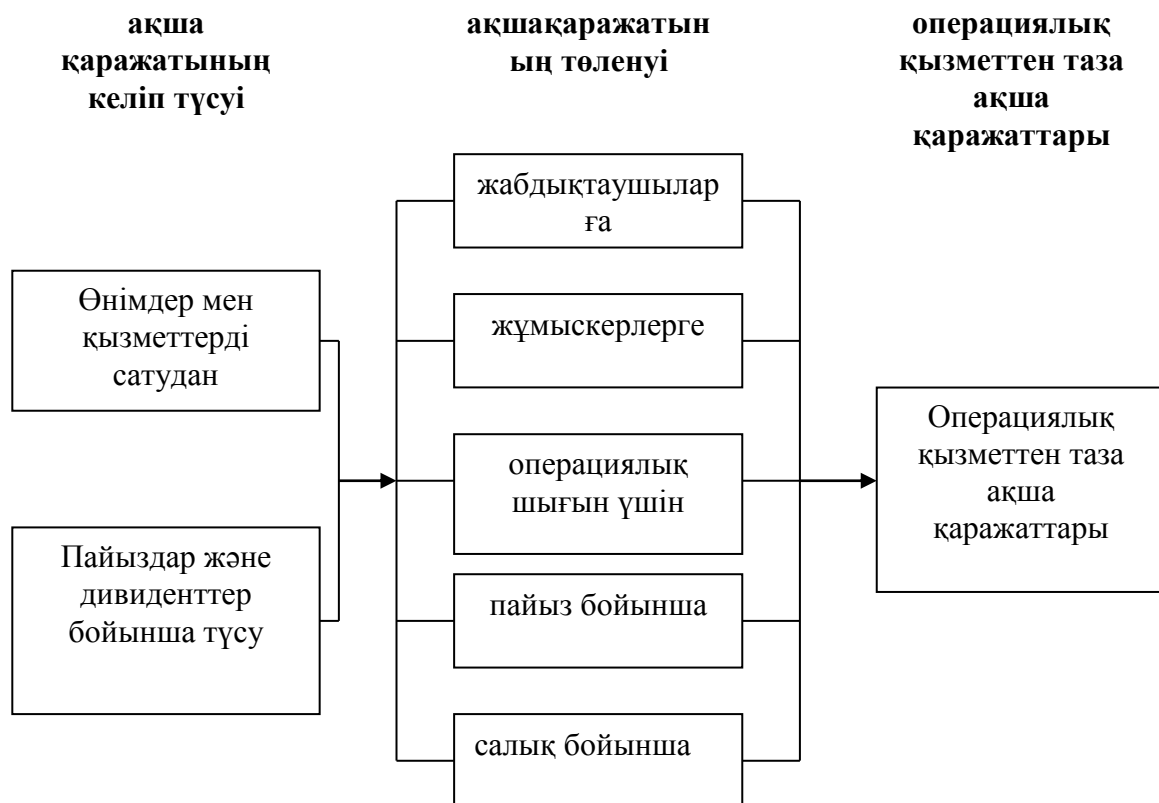 ақша
қаражатының
келіп түсуі
ақшақаражатын
ың төленуі
операциялық
қызметтен таза
ақша
қаражаттары
Өнімдер мен
қызметтерді
сатудан
Пайыздар және
дивиденттер
бойынша түсу
жабдықтаушылар
ға
жұмыскерлерге
операциялық
шығын үшін
пайыз бойынша
салық бойынша
Операциялық
қызметтен таза
ақша
қаражаттары